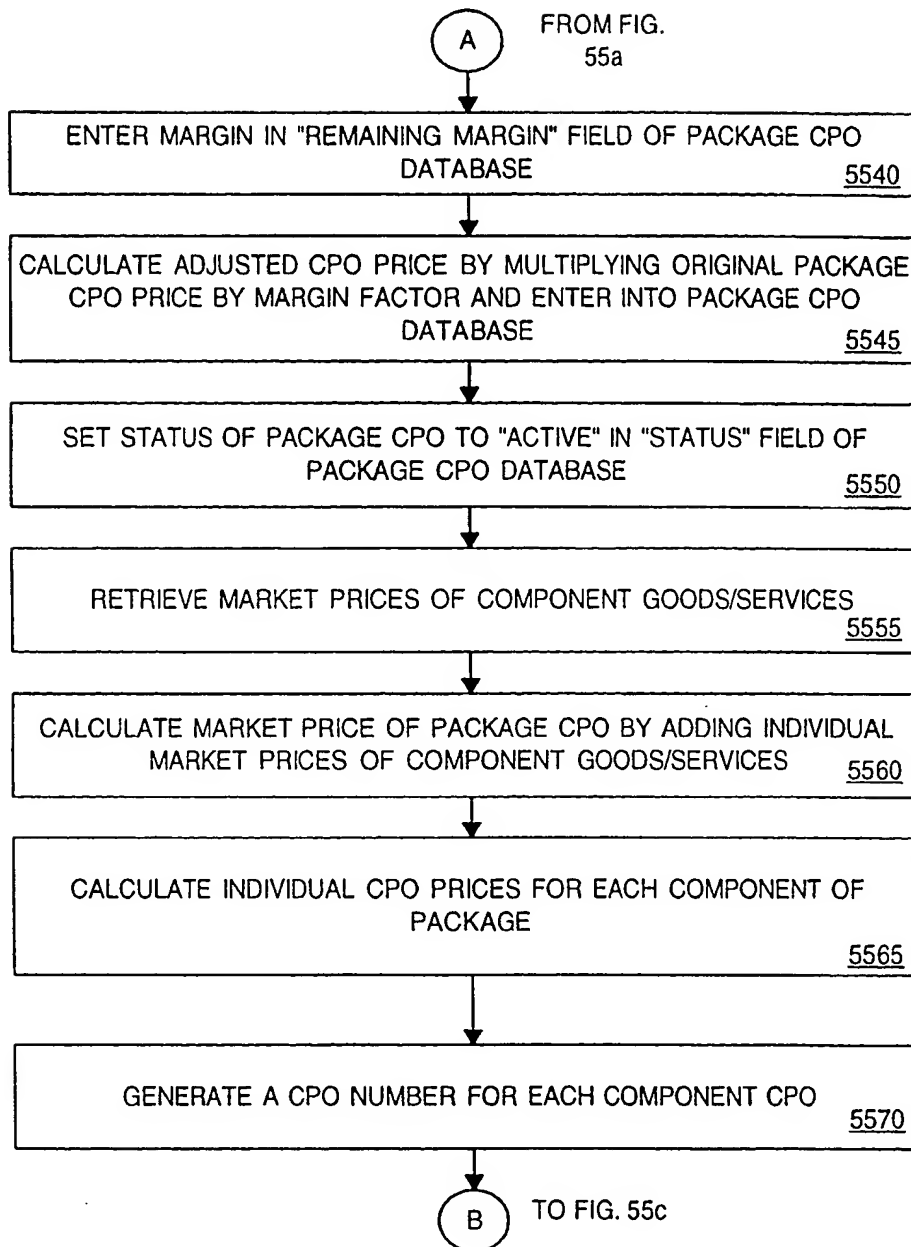 A
FROM FIG.
55a
ENTER MARGIN IN "REMAINING MARGIN" FIELD OF PACKAGE CPO
DATABASE
5540
CALCULATE ADJUSTED CPO PRICE BY MULTIPLYING ORIGINAL PACKAGE
CPO PRICE BY MARGIN FACTOR AND ENTER INTO PACKAGE CPO
DATABASE
5545
SET STATUS OF PACKAGE CPO TO "ACTIVE" IN "STATUS" FIELD OF
PACKAGE CPO DATABASE
5550
RETRIEVE MARKET PRICES OF COMPONENT GOODS/SERVICES
5555
CALCULATE MARKET PRICE OF PACKAGE CPO BY ADDING INDIVIDUAL
MARKET PRICES OF COMPONENT GOODS/SERVICES
5560
CALCULATE INDIVIDUAL CPO PRICES FOR EACH COMPONENT OF
PACKAGE
5565
GENERATE A CPO NUMBER FOR EACH COMPONENT CPO
5570
B
TO FIG. 55c